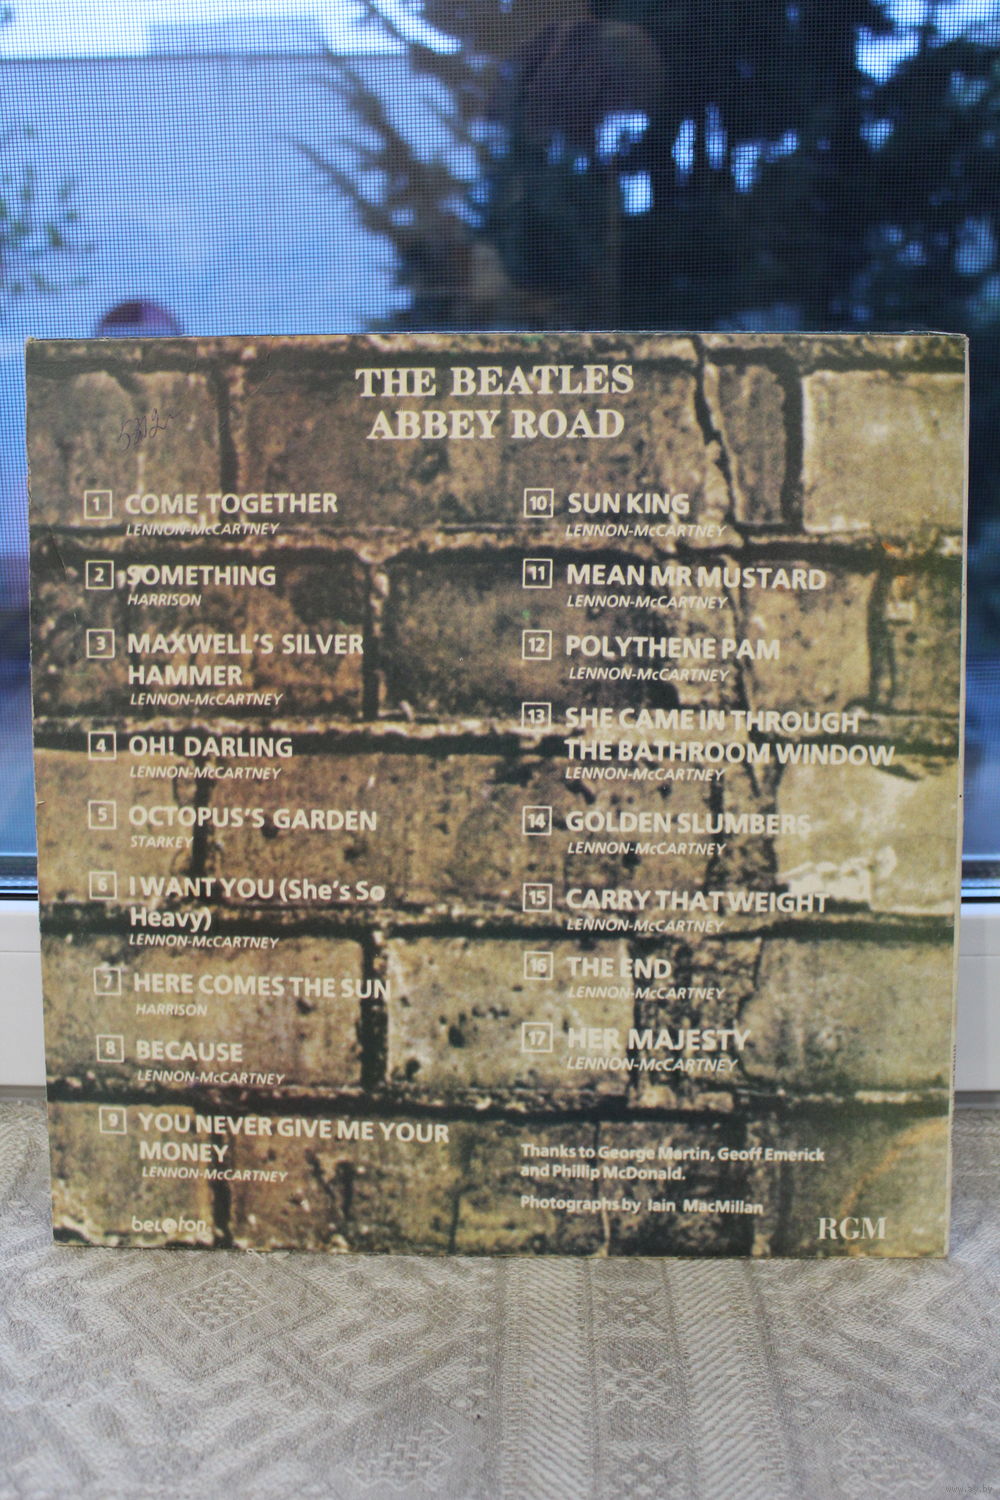 THE BEATLES
ABBEY ROAD
1 COME TOGETHER
LENNON-McCARTNEY
2 SOMETHING
HARRISON
3 MAXWELL'S SILVER
HAMMER
LENNON-McCARTNEY
4 OH! DARLING
LENNON-McCARTNEY
5 OCTOPUS'S GARDEN
STARKEY
6 I WANT YOU (She's So
Heavy)
LENNON-McCARTNEY
7 HERE COMES THE SUN
HARRISON
8 BECAUSE
LENNON-McCARTNEY
9 YOU NEVER GIVE ME YOUR
MONEY
LENNON-McCARTNEY
10 SUN KING
LENNON-McCARTNEY
11 MEAN MR MUSTARD
LENNON-McCARTNEY
12 POLYTHENE PAM
LENNON-McCARTNEY
13 SHE CAME IN THROUGH
THE BATHROOM WINDOW
LENNON-McCARTNEY
14 GOLDEN SLUMBERS
LENNON-McCARTNEY
15 CARRY THAT WEIGHT
LENNON-McCARTNEY
16 THE END
LENNON-McCARTNEY
17 HER MAJESTY
LENNON-McCARTNEY
Thanks to George Martin, Geoff Emerick
and Phillip McDonald.
Photographs by Iain MacMillan
beLoton
RGM
www.ay.by